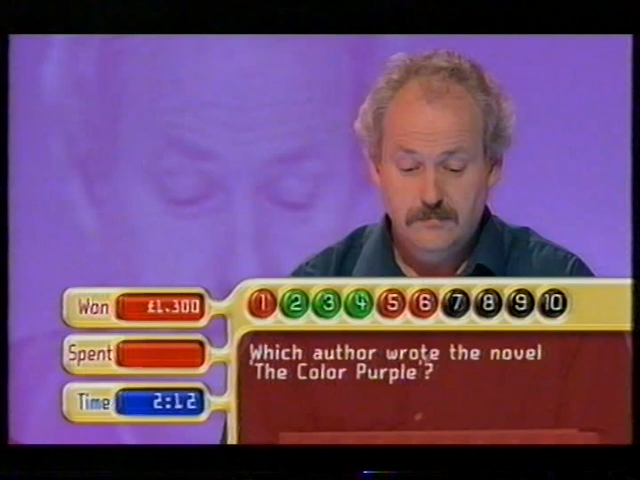 Won £1,300
1 2 3 4 5 6 7 8 9 10
Spent
Which author wrote the novel
'The Color Purple'?
Time 2:12